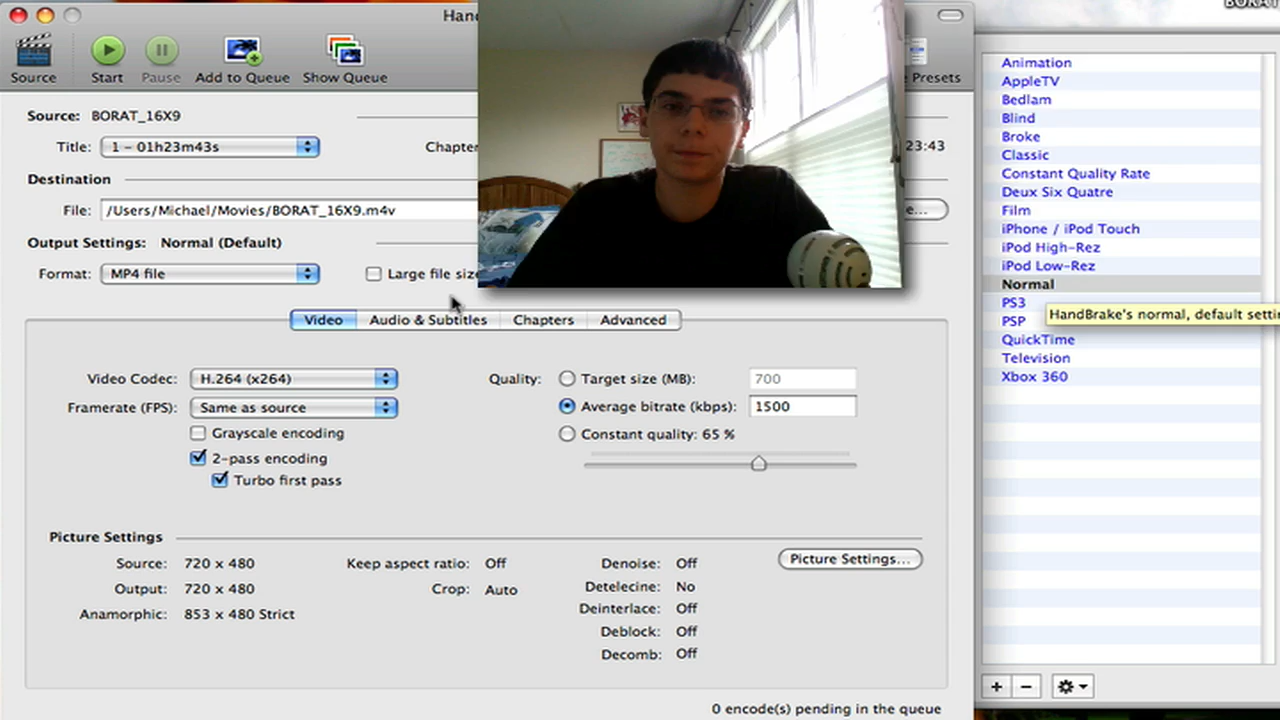 Han
BORAT
Source
Start
Pause
Add to Queue
Show Queue
Presets
Source: BORAT_16X9
Title: 1 - 01h23m43s
Chapter
23:43
Destination
File: /Users/Michael/Movies/BORAT_16X9.m4v
e...
Output Settings: Normal (Default)
Format: MP4 file
Large file size
Video
Audio & Subtitles
Chapters
Advanced
Video Codec: H.264 (x264)
Framerate (FPS): Same as source
Grayscale encoding
2-pass encoding
Turbo first pass
Quality: Target size (MB): 700
Average bitrate (kbps): 1500
Constant quality: 65 %
Picture Settings
Source: 720 x 480
Output: 720 x 480
Anamorphic: 853 x 480 Strict
Keep aspect ratio: Off
Crop: Auto
Denoise: Off
Detelecine: No
Deinterlace: Off
Deblock: Off
Decomb: Off
Picture Settings...
0 encode(s) pending in the queue
Animation
AppleTV
Bedlam
Blind
Broke
Classic
Constant Quality Rate
Deux Six Quatre
Film
iPhone / iPod Touch
iPod High-Rez
iPod Low-Rez
Normal
PS3
HandBrake's normal, default setti
PSP
QuickTime
Television
Xbox 360